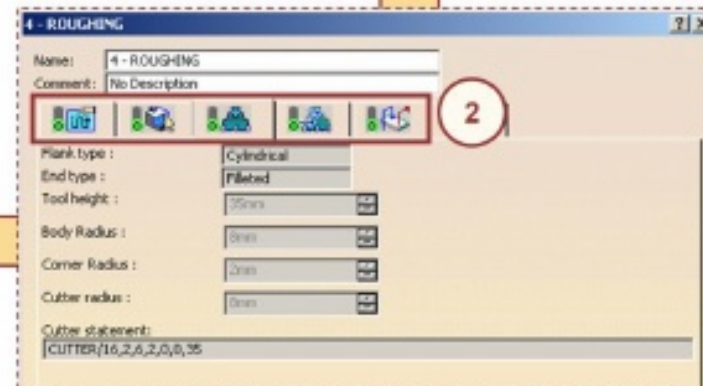 4 - ROUGHING
Name: 4 - ROUGHING
Comment: No Description
2
Flank type : Cylindrical
End type : Filleted
Tool height : 35mm
Body Radius : 8mm
Corner Radius : 2mm
Cutter radius : 8mm
Cutter statement:
CUTTER/16,2,6,2,0,0,35